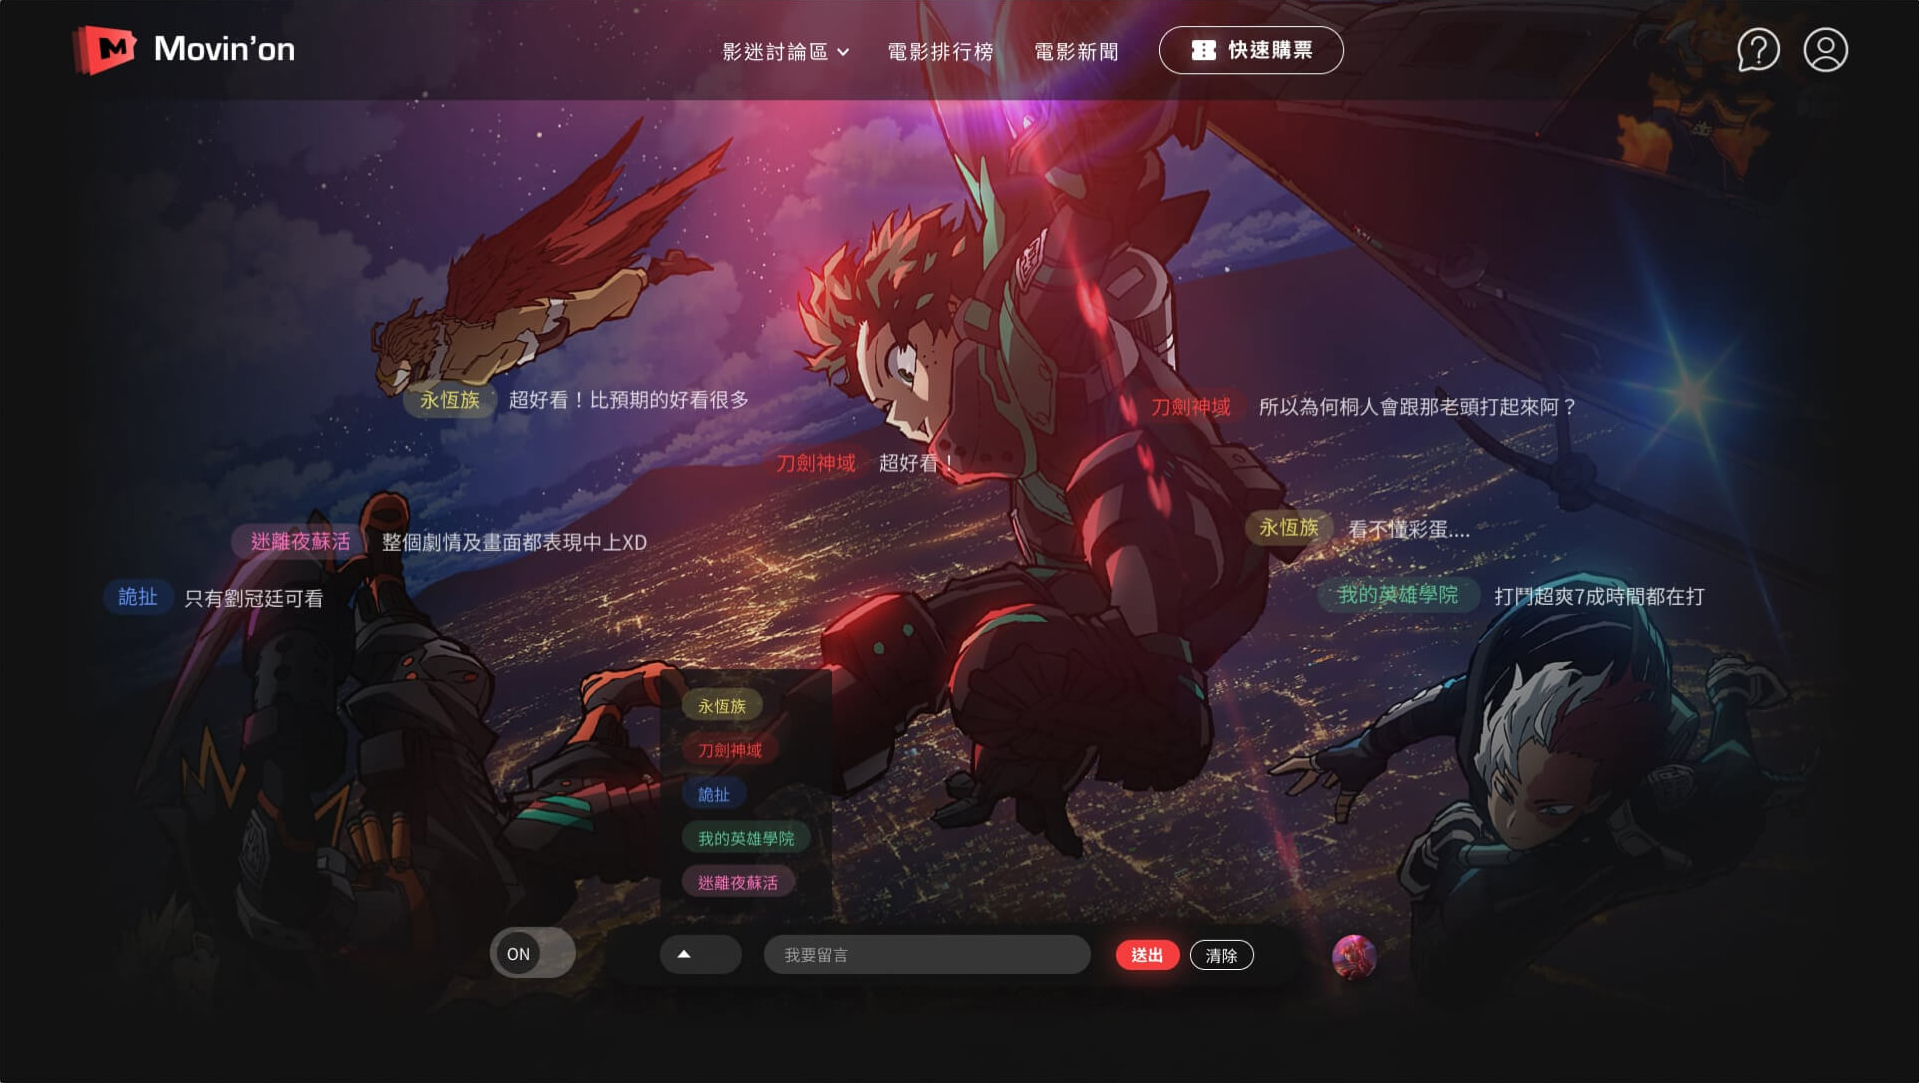 Movin'on
影迷討論區
電影排行榜
電影新聞
快速購票
永恆族 超好看！比預期的好看很多
刀劍神域 所以為何桐人會跟那老頭打起來阿？
刀劍神域 超好看！
永恆族 看不懂彩蛋....
迷離夜蘇活 整個劇情及畫面都表現中上XD
詭扯 只有劉冠廷可看
我的英雄學院 打鬥超爽7成時間都在打
永恆族
刀劍神域
詭扯
我的英雄學院
迷離夜蘇活
ON
我要留言
送出
清除